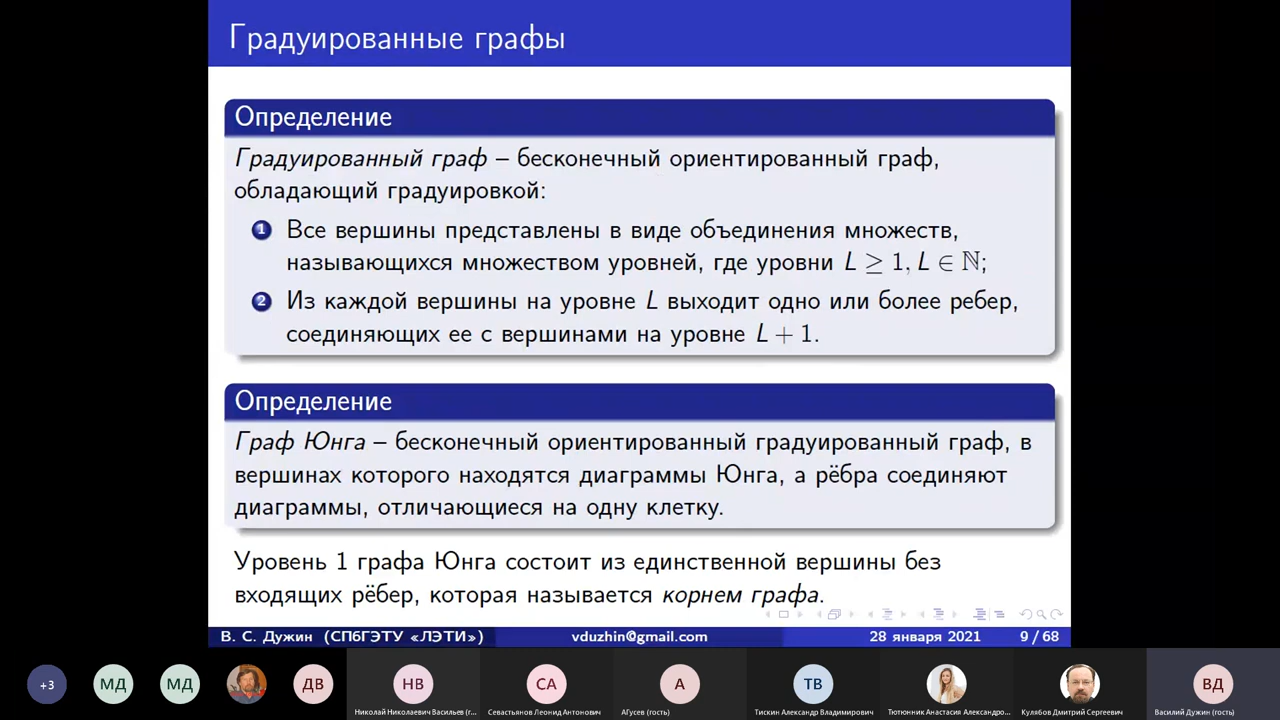 Градуированные графы
Определение
Градуированный граф – бесконечный ориентированный граф,
обладающий градуировкой:
1 Все вершины представлены в виде объединения множеств,
называющихся множеством уровней, где уровни L ≥ 1, L ∈ ℕ;
2 Из каждой вершины на уровне L выходит одно или более ребер,
соединяющих ее с вершинами на уровне L + 1.
Определение
Граф Юнга – бесконечный ориентированный градуированный граф, в
вершинах которого находятся диаграммы Юнга, а рёбра соединяют
диаграммы, отличающиеся на одну клетку.
Уровень 1 графа Юнга состоит из единственной вершины без
входящих рёбер, которая называется корнем графа.
В. С. Дужин (СПбГЭТУ «ЛЭТИ») vduzhin@gmail.com 28 января 2021 9 / 68
+3 МД МД ДВ НВ СА А ТВ ВД
Николай Николаевич Васильев (г... Севастьянов Леонид Антонович АГусев (гость) Тискин Александр Владимирович Тютюнник Анастасия Александро... Кулябов Дмитрий Сергеевич Василий Дужин (гость)